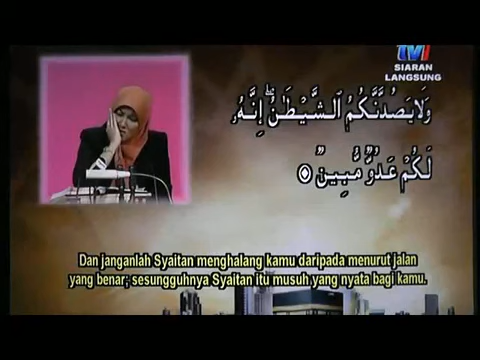 TV1
SIARAN
LANGSUNG
وَلَا يَصُدَّنَّكُمُ ٱلشَّيْطَٰنُ ۖ إِنَّهُۥ
لَكُمْ عَدُوٌّ مُّبِينٌ
Dan janganlah Syaitan menghalang kamu daripada menurut jalan
yang benar; sesungguhnya Syaitan itu musuh yang nyata bagi kamu.